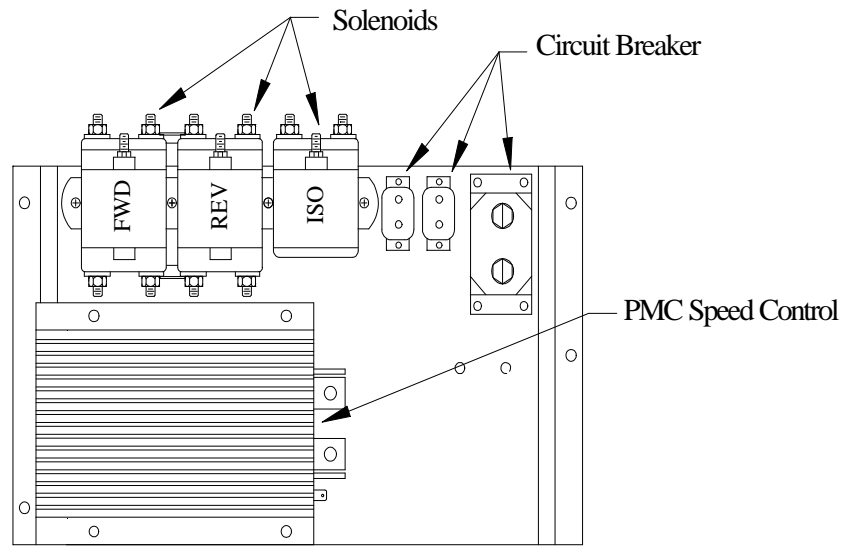 Solenoids
Circuit Breaker
FWD
REV
ISO
PMC Speed Control